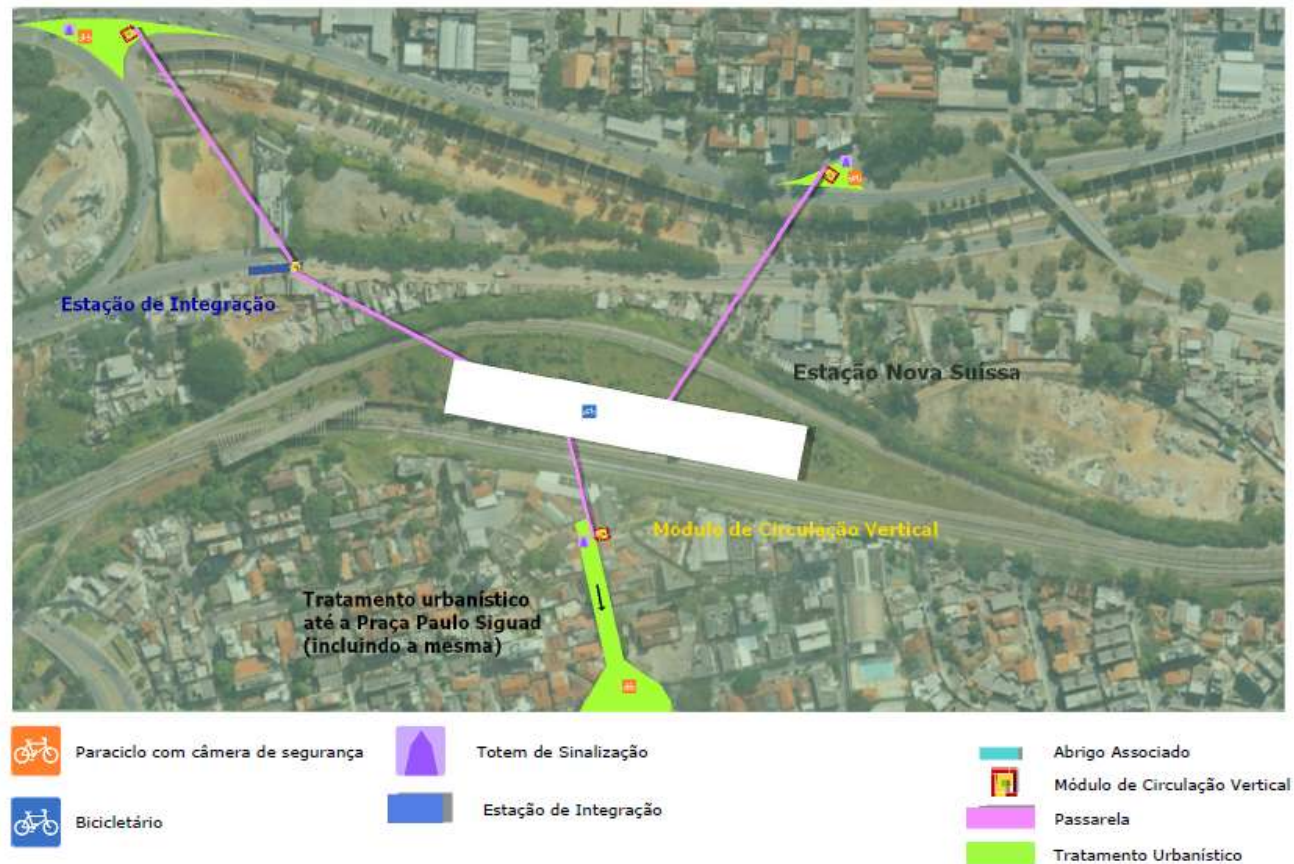 Estação de Integração
Estação Nova Suíssa
Módulo de Circulação Vertical
Tratamento urbanístico
até a Praça Paulo Siguad
(incluindo a mesma)
Paraciclo com câmera de segurança
Totem de Sinalização
Abrigo Associado
Módulo de Circulação Vertical
Bicicletário
Estação de Integração
Passarela
Tratamento Urbanístico